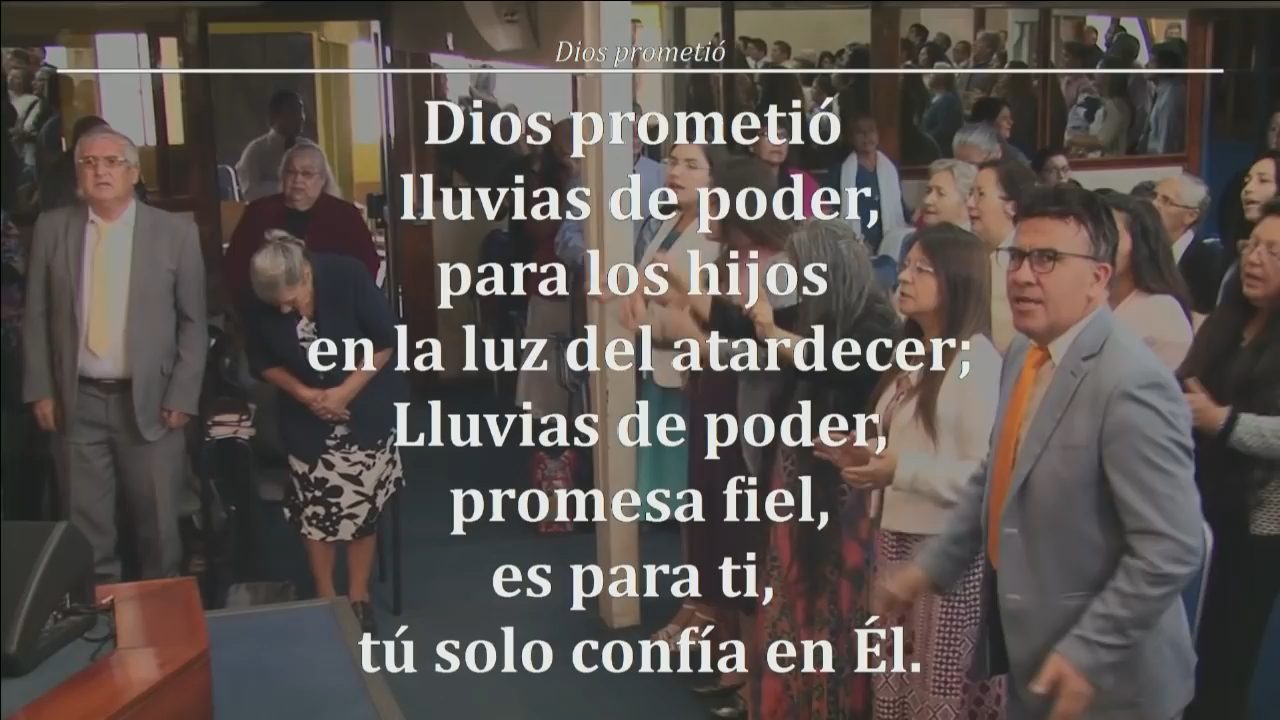 Dios prometió
Dios prometió
lluvias de poder,
para los hijos
en la luz del atardecer;
Lluvias de poder,
promesa fiel,
es para ti,
tú solo confía en Él.